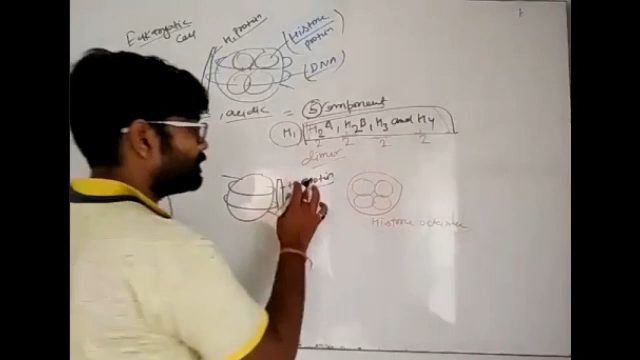 Eukaryotic
Cell
H1 protein
(Histone
protein
(DNA)
, acidic = 5 Component
H1 H2A, H2B, H3 and H4
2 2 2 2
dimer
protin
Histone octamer